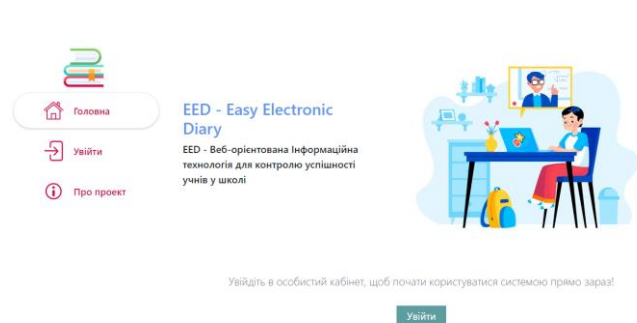 Головна
Увійти
Про проект
EED - Easy Electronic
Diary
EED - Веб-орієнтована Інформаційна
технологія для контролю успішності
учнів у школі
Увійдіть в особистий кабінет, щоб почати користуватися системою прямо зараз!
Увійти